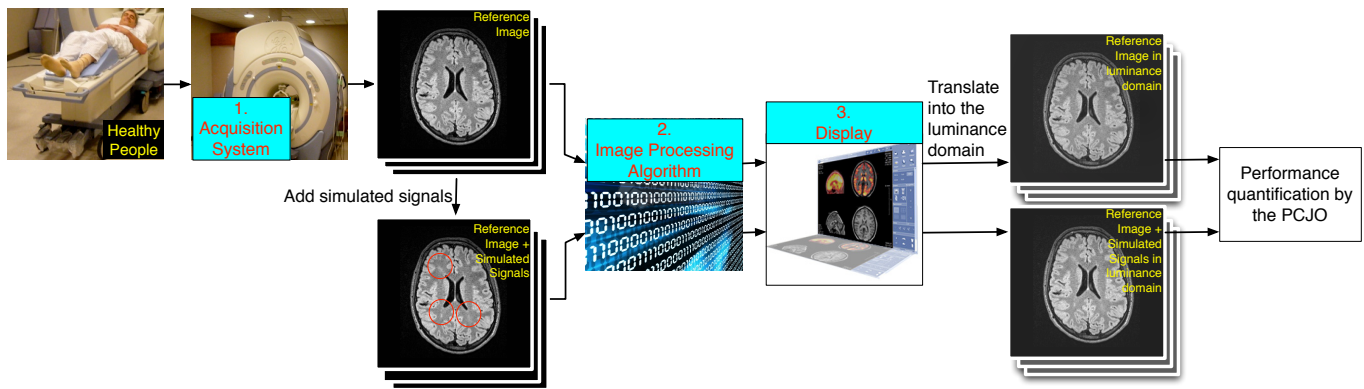 Healthy
People
1.
Acquisition
System
Reference
Image
Add simulated signals
Reference
Image +
Simulated
Signals
2.
Image Processing
Algorithm
3.
Display
Translate
into the
luminance
domain
Reference
Image in
luminance
domain
Reference
Image +
Simulated
Signals in
luminance
domain
Performance
quantification by
the PCJO